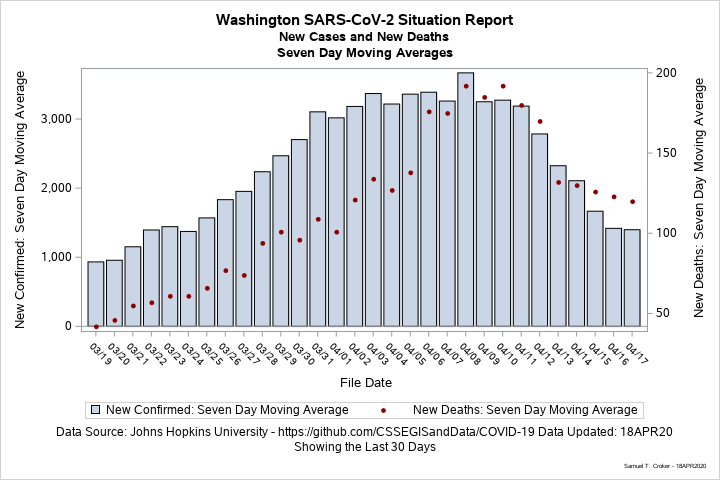 Washington SARS-CoV-2 Situation Report
New Cases and New Deaths
Seven Day Moving Averages
New Confirmed: Seven Day Moving Average
3,000
2,000
1,000
0
200
150
100
50
New Deaths: Seven Day Moving Average
03/19 03/20 03/21 03/22 03/23 03/24 03/25 03/26 03/27 03/28 03/29 03/30 03/31 04/01 04/02 04/03 04/04 04/05 04/06 04/07 04/08 04/09 04/10 04/11 04/12 04/13 04/14 04/15 04/16 04/17
File Date
New Confirmed: Seven Day Moving Average New Deaths: Seven Day Moving Average
Data Source: Johns Hopkins University - https://github.com/CSSEGISandData/COVID-19 Data Updated: 18APR20
Showing the Last 30 Days
Samuel T. Croker - 18APR2020